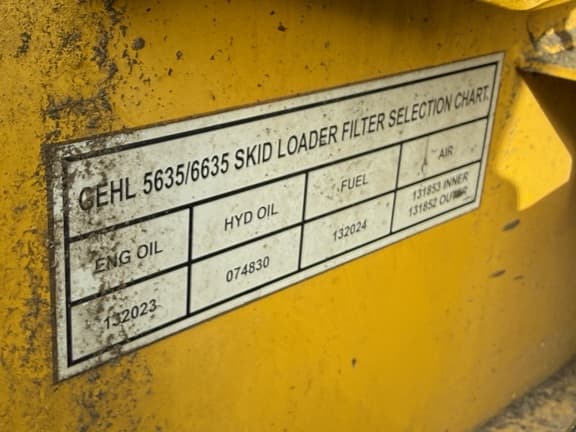 GEHL 5635/6635 SKID LOADER FILTER SELECTION CHART.
ENG OIL HYD OIL FUEL AIR
132023 074830 132024 131853 INNER
131852 OUTER